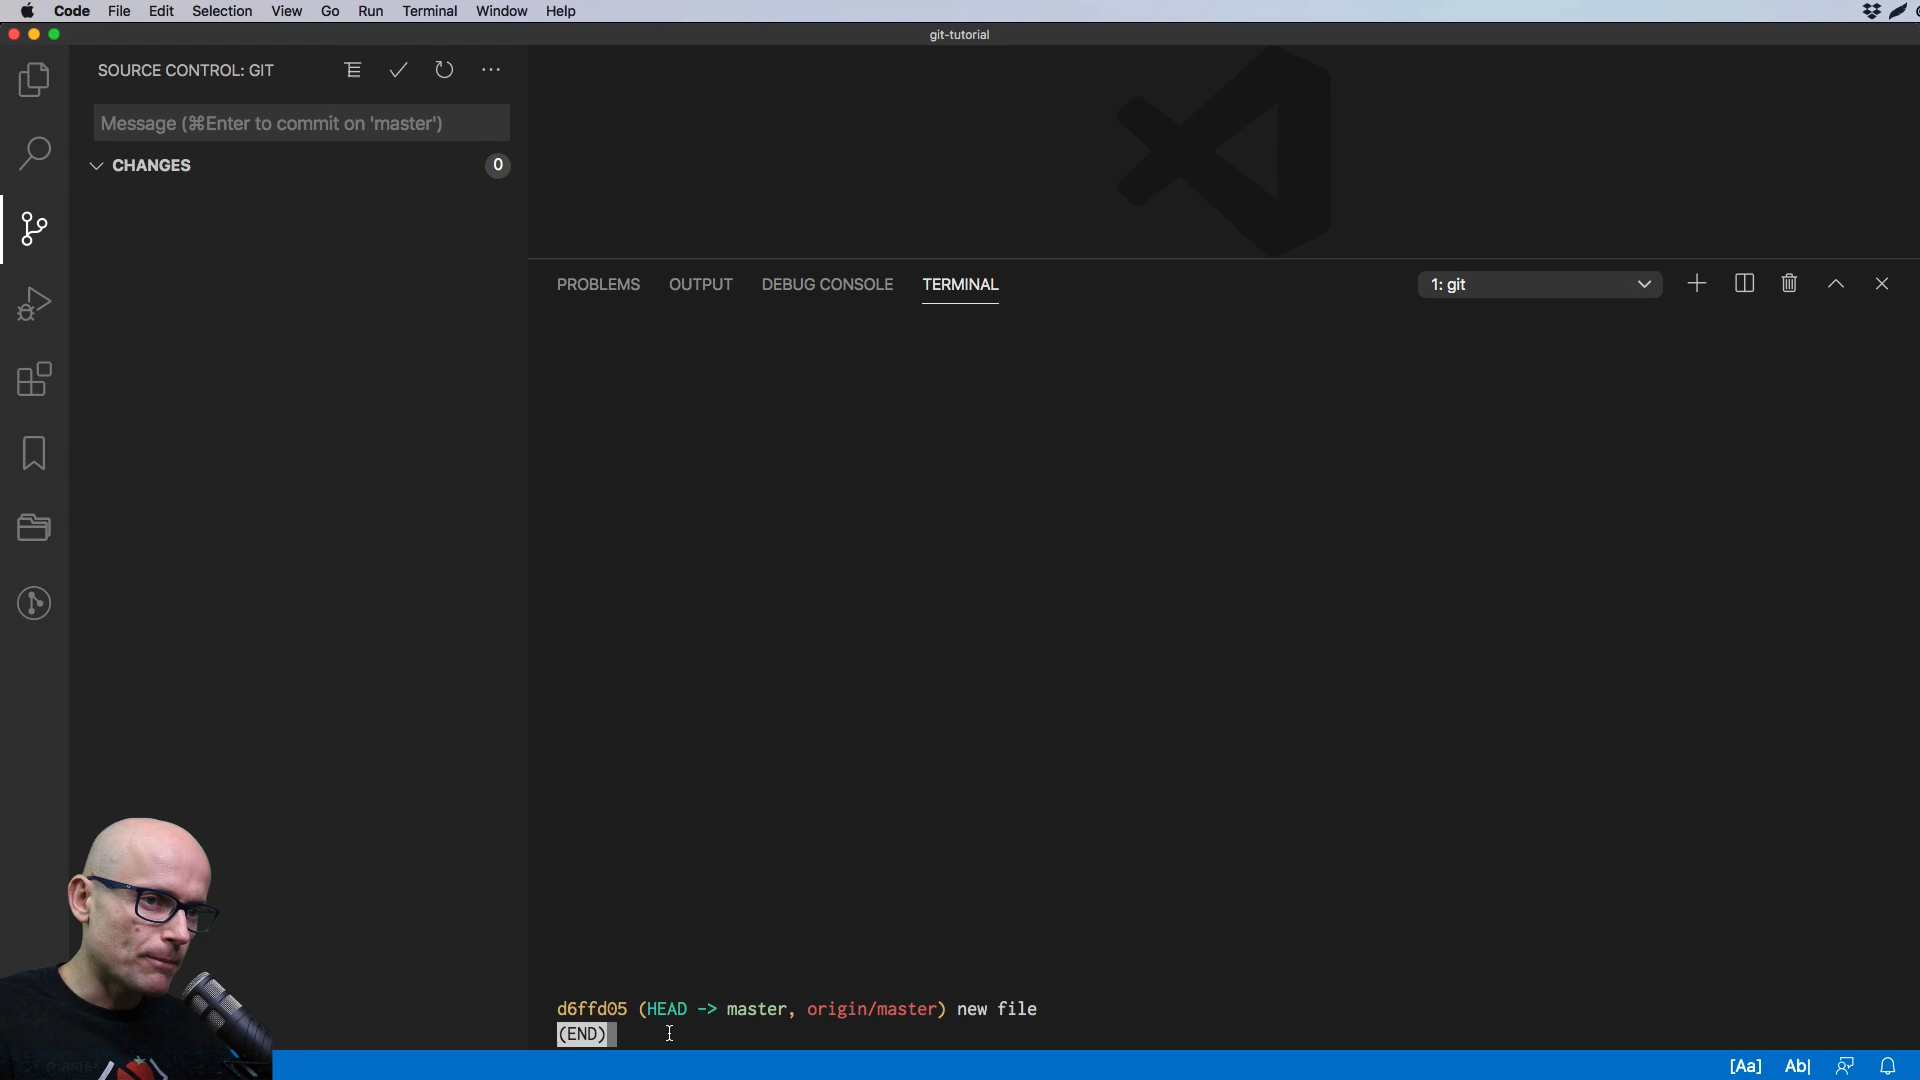 Code File Edit Selection View Go Run Terminal Window Help
git-tutorial
SOURCE CONTROL: GIT
Message (⌘Enter to commit on 'master')
CHANGES 0
PROBLEMS OUTPUT DEBUG CONSOLE TERMINAL 1: git
d6ffd05 (HEAD -> master, origin/master) new file
(END)
[Aa] Ab|